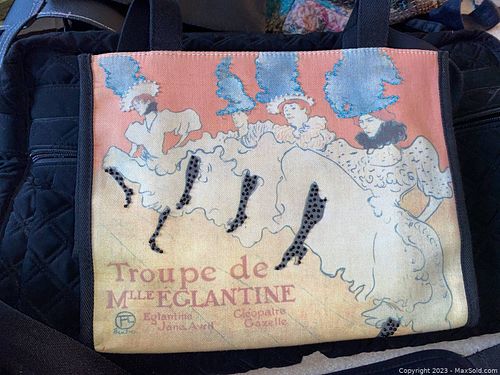 Troupe de
MLLE EGLANTINE
Eglantine Cléopatre
Jane Avril Gazelle
Copyright 2023 - MaxSold.com